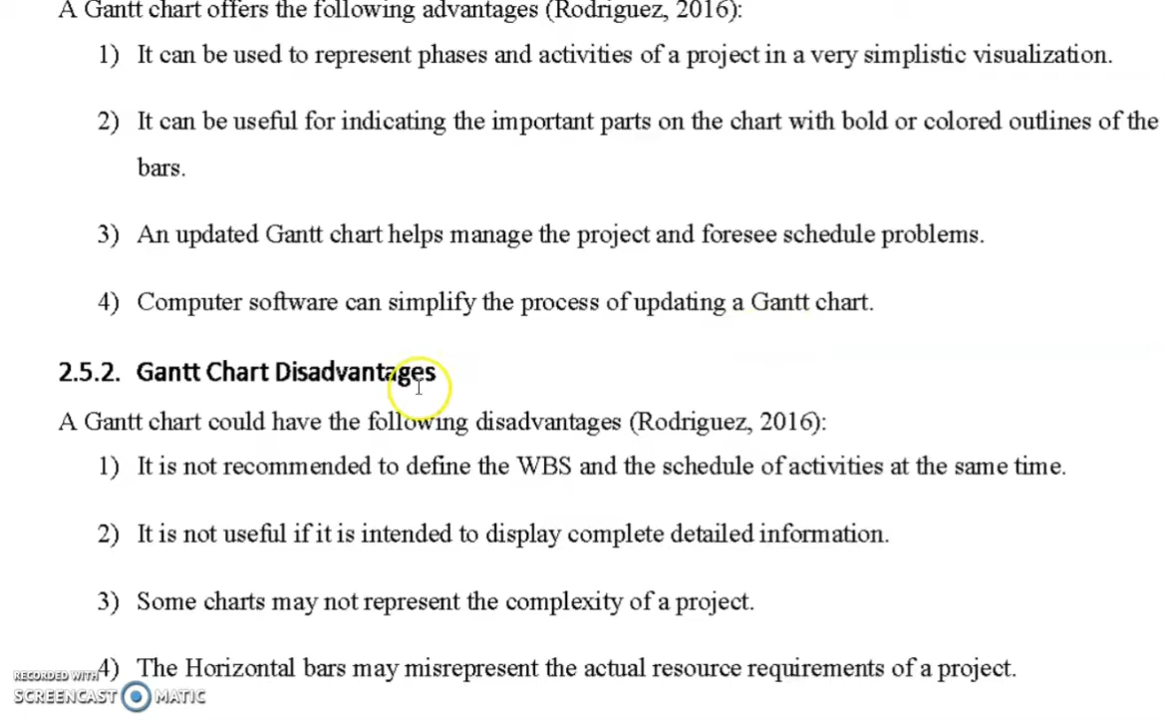 A Gantt chart offers the following advantages (Rodriguez, 2016):
1) It can be used to represent phases and activities of a project in a very simplistic visualization.
2) It can be useful for indicating the important parts on the chart with bold or colored outlines of the
bars.
3) An updated Gantt chart helps manage the project and foresee schedule problems.
4) Computer software can simplify the process of updating a Gantt chart.
2.5.2. Gantt Chart Disadvantages
A Gantt chart could have the following disadvantages (Rodriguez, 2016):
1) It is not recommended to define the WBS and the schedule of activities at the same time.
2) It is not useful if it is intended to display complete detailed information.
3) Some charts may not represent the complexity of a project.
4) The Horizontal bars may misrepresent the actual resource requirements of a project.
RECORDED WITH
SCREENCAST MATIC